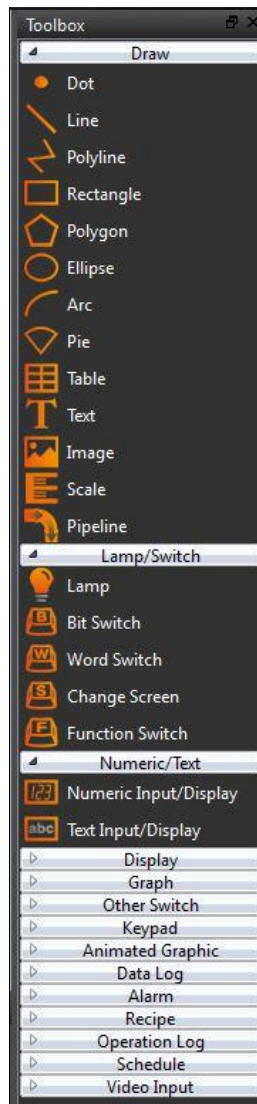 Toolbox
Draw
Dot
Line
Polyline
Rectangle
Polygon
Ellipse
Arc
Pie
Table
T Text
Image
Scale
Pipeline
Lamp/Switch
Lamp
B Bit Switch
W Word Switch
S Change Screen
F Function Switch
Numeric/Text
123 Numeric Input/Display
abc Text Input/Display
Display
Graph
Other Switch
Keypad
Animated Graphic
Data Log
Alarm
Recipe
Operation Log
Schedule
Video Input